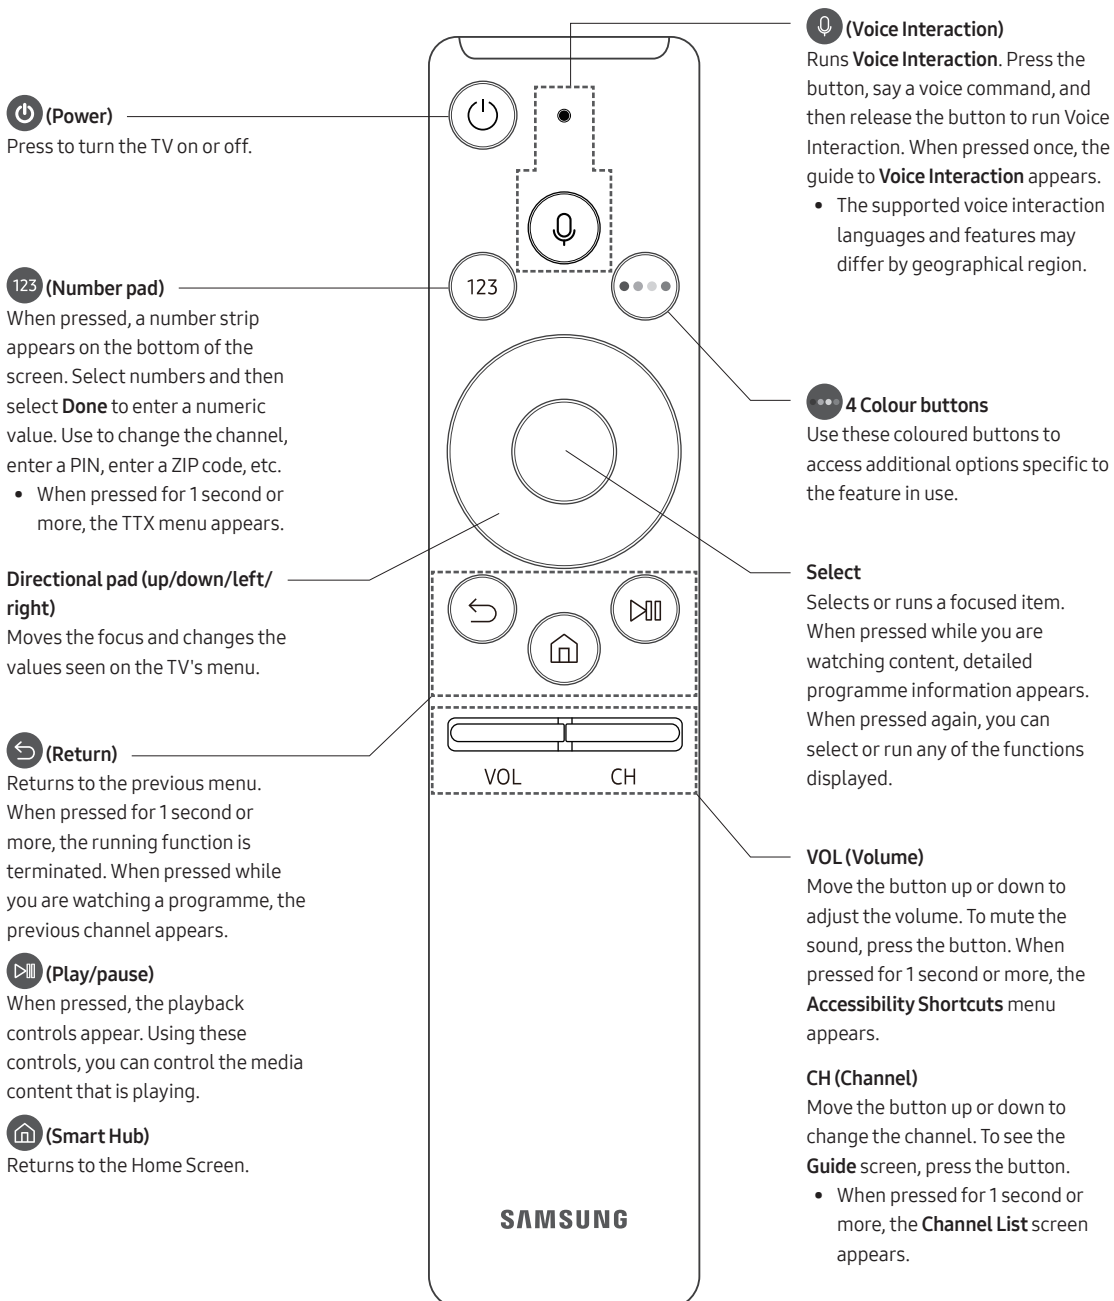 (Power)
Press to turn the TV on or off.
123 (Number pad)
When pressed, a number strip
appears on the bottom of the
screen. Select numbers and then
select Done to enter a numeric
value. Use to change the channel,
enter a PIN, enter a ZIP code, etc.
• When pressed for 1 second or
more, the TTX menu appears.
Directional pad (up/down/left/
right)
Moves the focus and changes the
values seen on the TV's menu.
(Return)
Returns to the previous menu.
When pressed for 1 second or
more, the running function is
terminated. When pressed while
you are watching a programme, the
previous channel appears.
(Play/pause)
When pressed, the playback
controls appear. Using these
controls, you can control the media
content that is playing.
(Smart Hub)
Returns to the Home Screen.
123
VOL CH
SAMSUNG
(Voice Interaction)
Runs Voice Interaction. Press the
button, say a voice command, and
then release the button to run Voice
Interaction. When pressed once, the
guide to Voice Interaction appears.
• The supported voice interaction
languages and features may
differ by geographical region.
4 Colour buttons
Use these coloured buttons to
access additional options specific to
the feature in use.
Select
Selects or runs a focused item.
When pressed while you are
watching content, detailed
programme information appears.
When pressed again, you can
select or run any of the functions
displayed.
VOL (Volume)
Move the button up or down to
adjust the volume. To mute the
sound, press the button. When
pressed for 1 second or more, the
Accessibility Shortcuts menu
appears.
CH (Channel)
Move the button up or down to
change the channel. To see the
Guide screen, press the button.
• When pressed for 1 second or
more, the Channel List screen
appears.